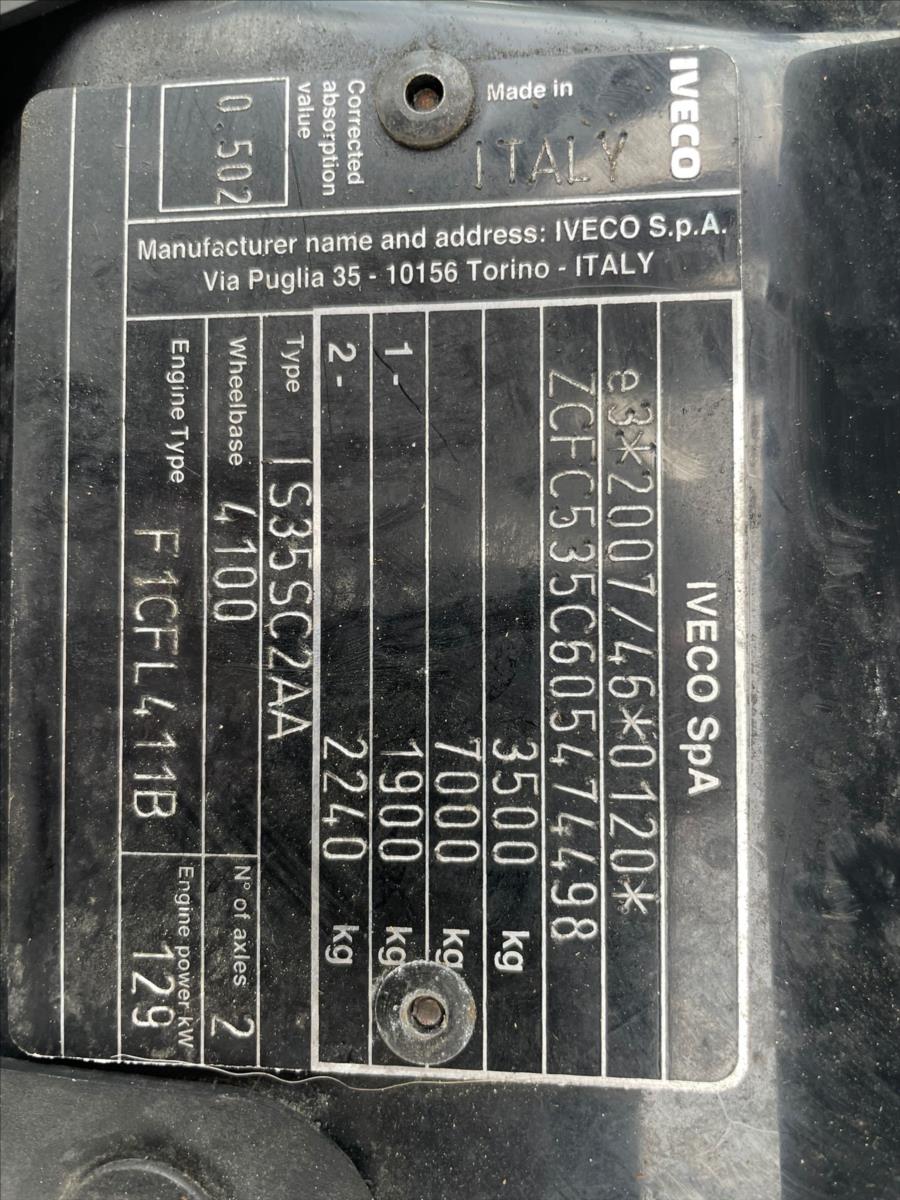 IVECO SpA
e3*2007/46*0120*
ZCFC535C605474498
3500 kg
7000 kg
1- 1900 kg
2- 2240 kg
Type IS35SC2AA
Wheelbase 4100 N° of axles 2
Engine Type F1CFL411B Engine power kW 129
IVECO
Made in
ITALY
Corrected
absorption
value
0.502
Manufacturer name and address: IVECO S.p.A.
Via Puglia 35 - 10156 Torino - ITALY